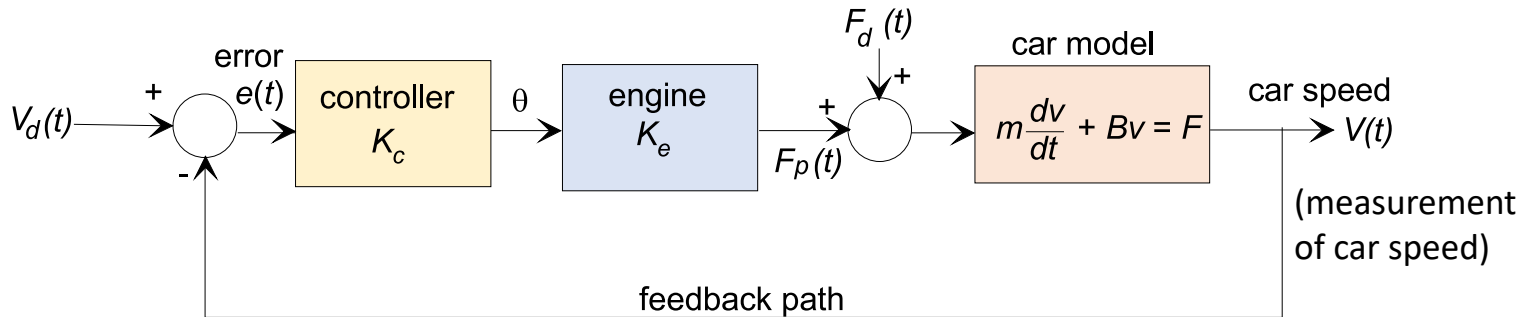 V_d(t)
+
-
error
e(t)
controller
K_c
θ
engine
K_e
F_p(t)
+
F_d(t)
+
car model
m dv/dt + Bv = F
car speed
V(t)
(measurement
of car speed)
feedback path